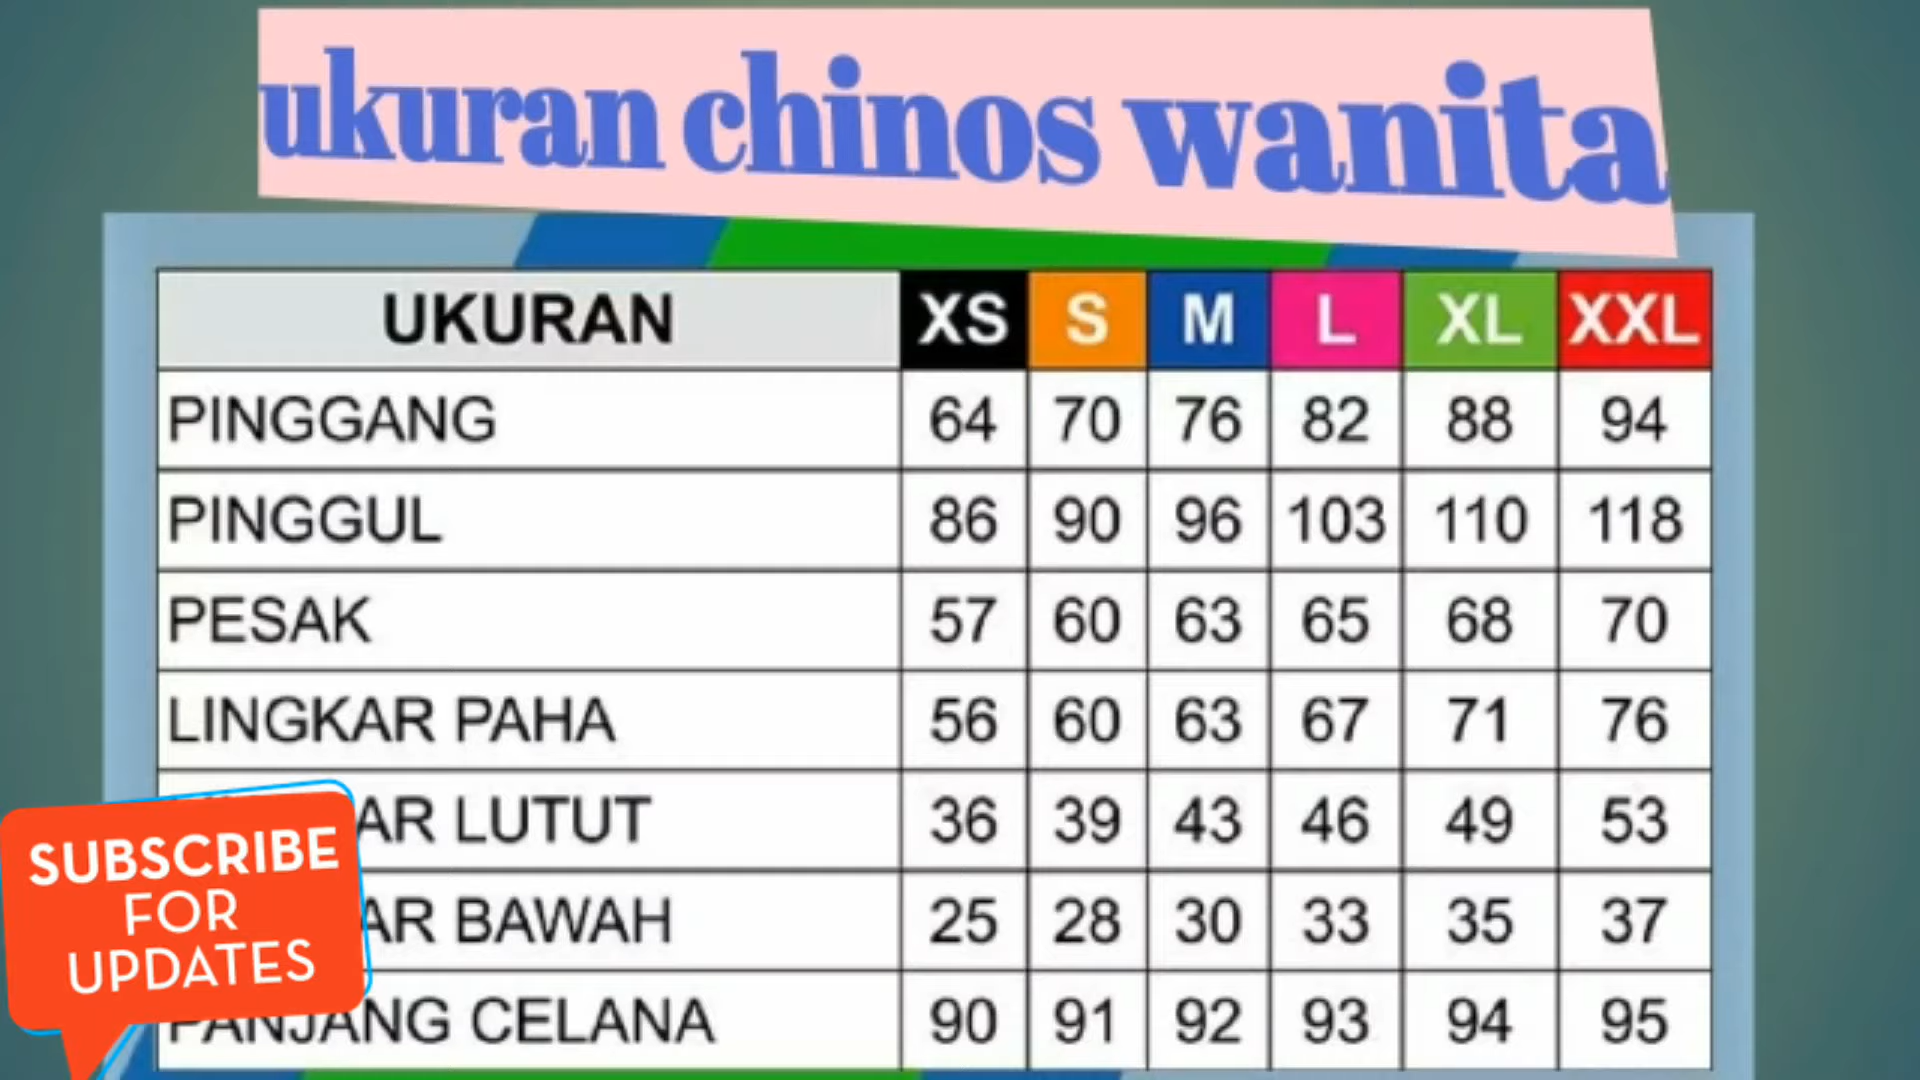 ukuran chinos wanita
UKURAN XS S M L XL XXL
PINGGANG 64 70 76 82 88 94
PINGGUL 86 90 96 103 110 118
PESAK 57 60 63 65 68 70
LINGKAR PAHA 56 60 63 67 71 76
LUTUT 36 39 43 46 49 53
BAWAH 25 28 30 33 35 37
PANJANG CELANA 90 91 92 93 94 95
SUBSCRIBE
FOR
UPDATES